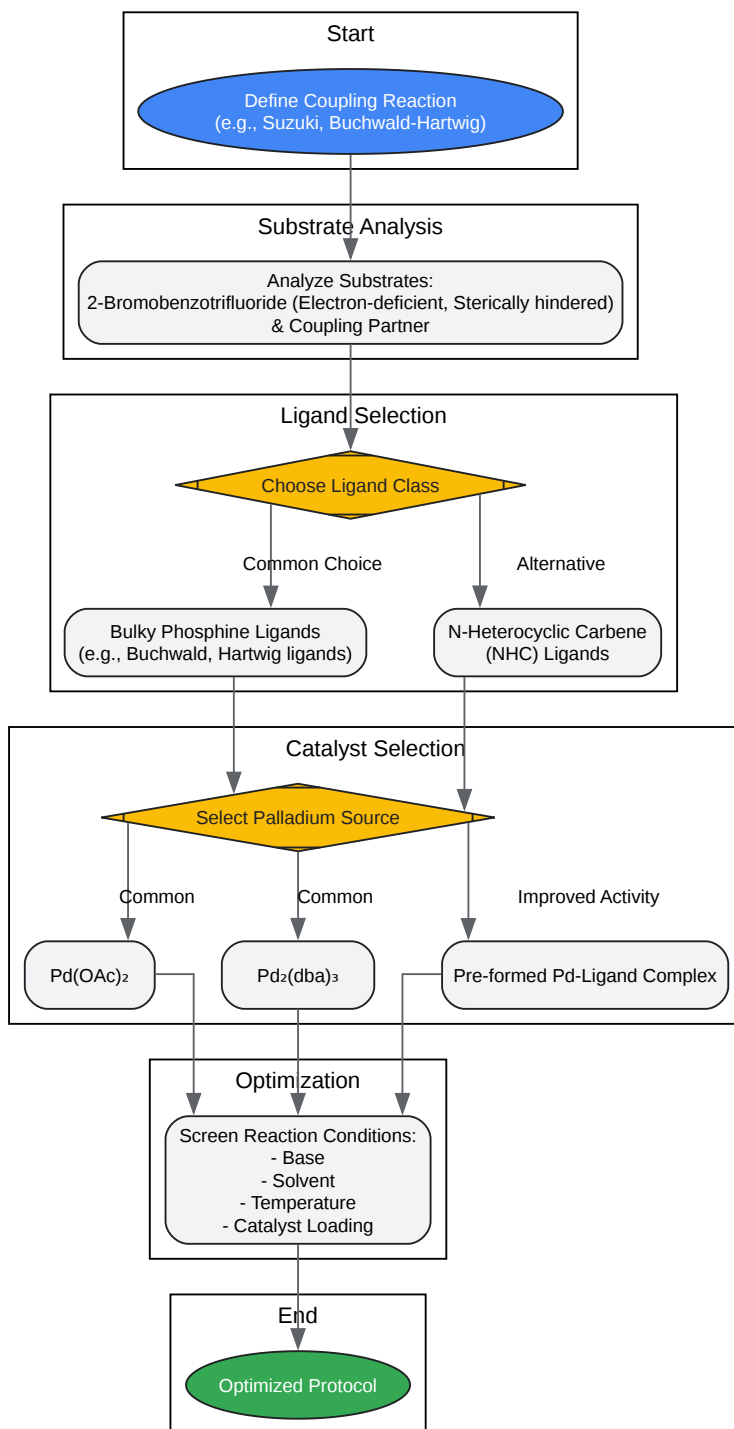 Start
Define Coupling Reaction
(e.g., Suzuki, Buchwald-Hartwig)
Substrate Analysis
Analyze Substrates:
2-Bromobenzotrifluoride (Electron-deficient, Sterically hindered)
& Coupling Partner
Ligand Selection
Choose Ligand Class
Common Choice
Alternative
Bulky Phosphine Ligands
(e.g., Buchwald, Hartwig ligands)
N-Heterocyclic Carbene
(NHC) Ligands
Catalyst Selection
Select Palladium Source
Common
Common
Improved Activity
Pd(OAc)₂
Pd₂(dba)₃
Pre-formed Pd-Ligand Complex
Optimization
Screen Reaction Conditions:
- Base
- Solvent
- Temperature
- Catalyst Loading
End
Optimized Protocol